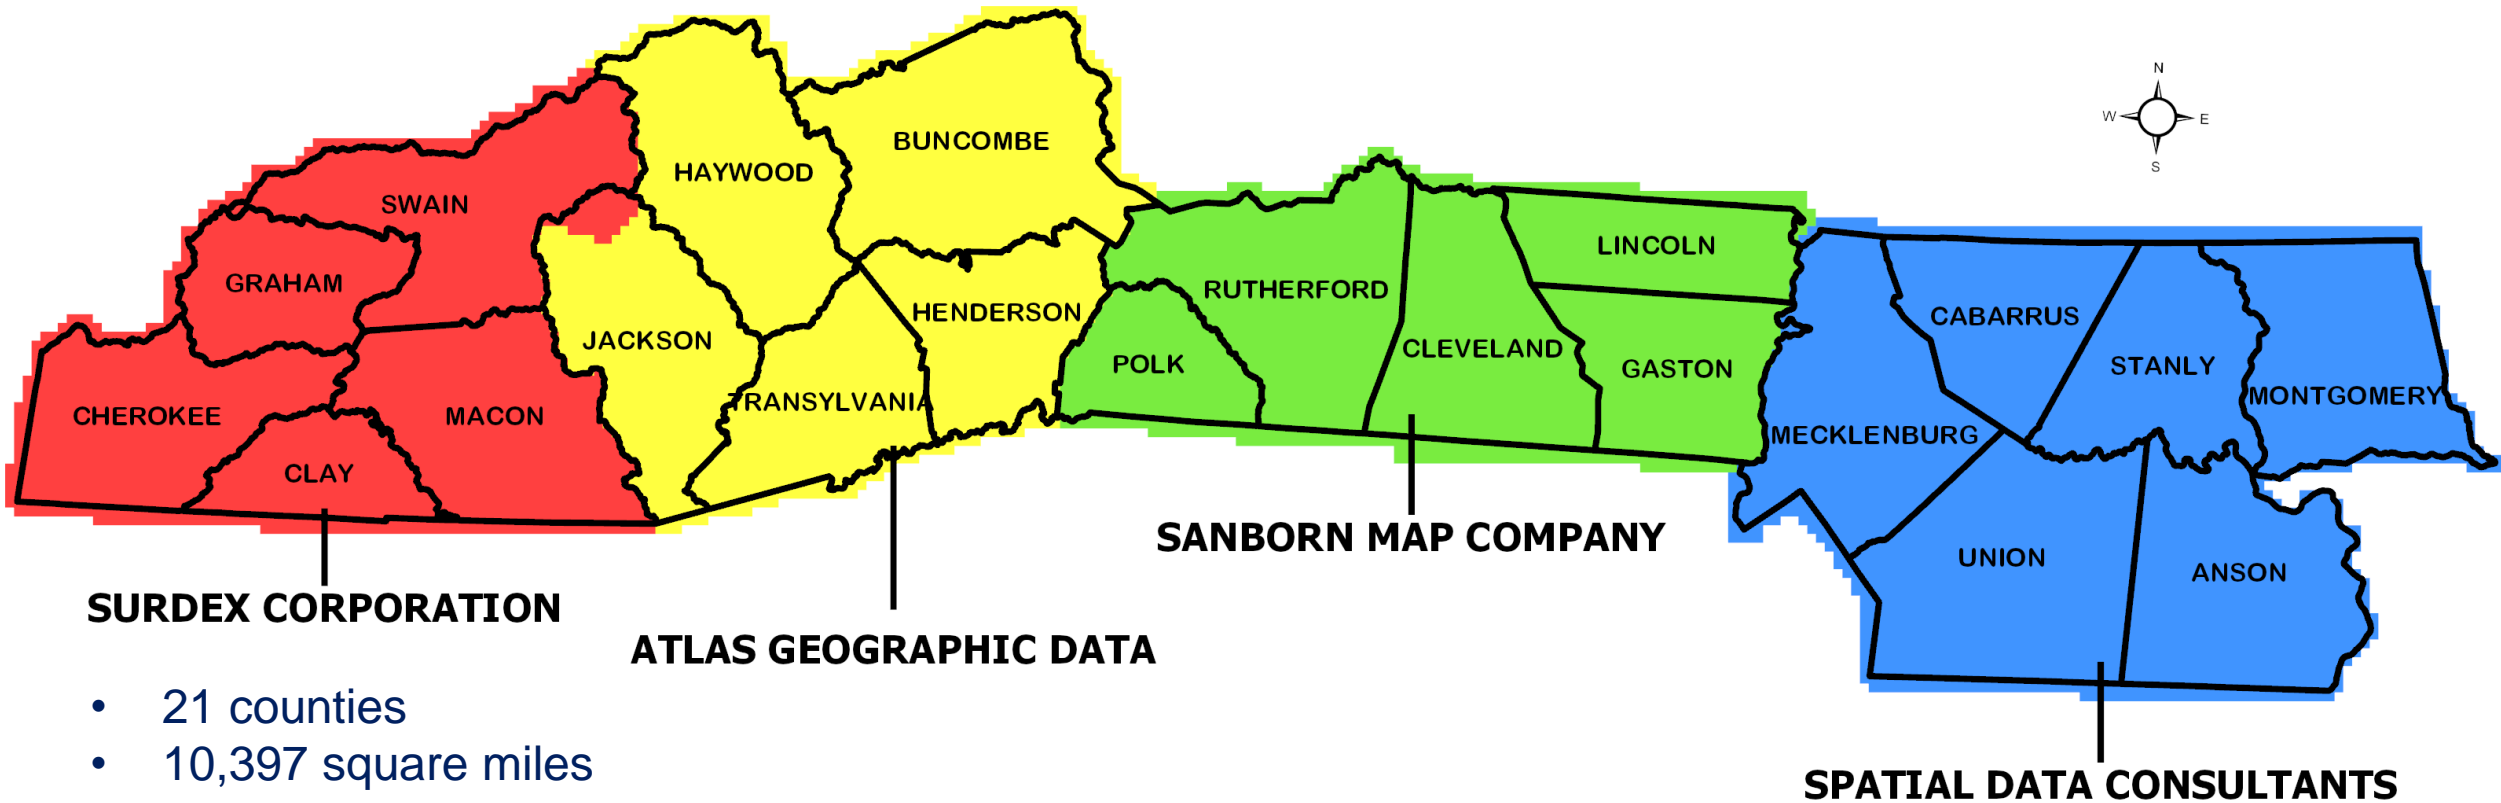 N
W E
S
BUNCOMBE
HAYWOOD
SWAIN
LINCOLN
GRAHAM
RUTHERFORD
HENDERSON
CABARRUS
JACKSON
CLEVELAND
POLK
GASTON
STANLY
MONTGOMERY
TRANSYLVANIA
CHEROKEE
MACON
MECKLENBURG
CLAY
UNION
ANSON
SANBORN MAP COMPANY
SURDEX CORPORATION
ATLAS GEOGRAPHIC DATA
• 21 counties
• 10,397 square miles
SPATIAL DATA CONSULTANTS